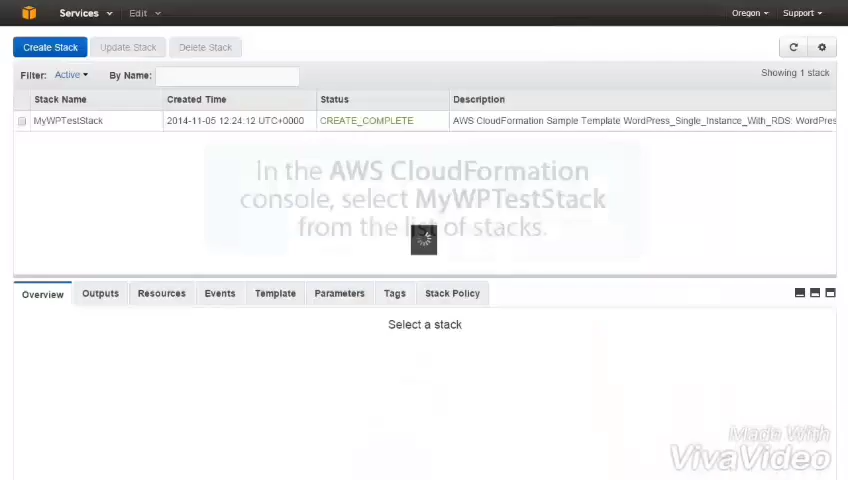 Services Edit Oregon Support
Create Stack Update Stack Delete Stack
Filter: Active By Name: Showing 1 stack
Stack Name Created Time Status Description
MyWPTestStack 2014-11-05 12:24:12 UTC+0000 CREATE_COMPLETE AWS CloudFormation Sample Template WordPress_Single_Instance_With_RDS: WordPres
In the AWS CloudFormation
console, select MyWPTestStack
from the list of stacks.
Overview Outputs Resources Events Template Parameters Tags Stack Policy
Select a stack
Made With
VivaVideo